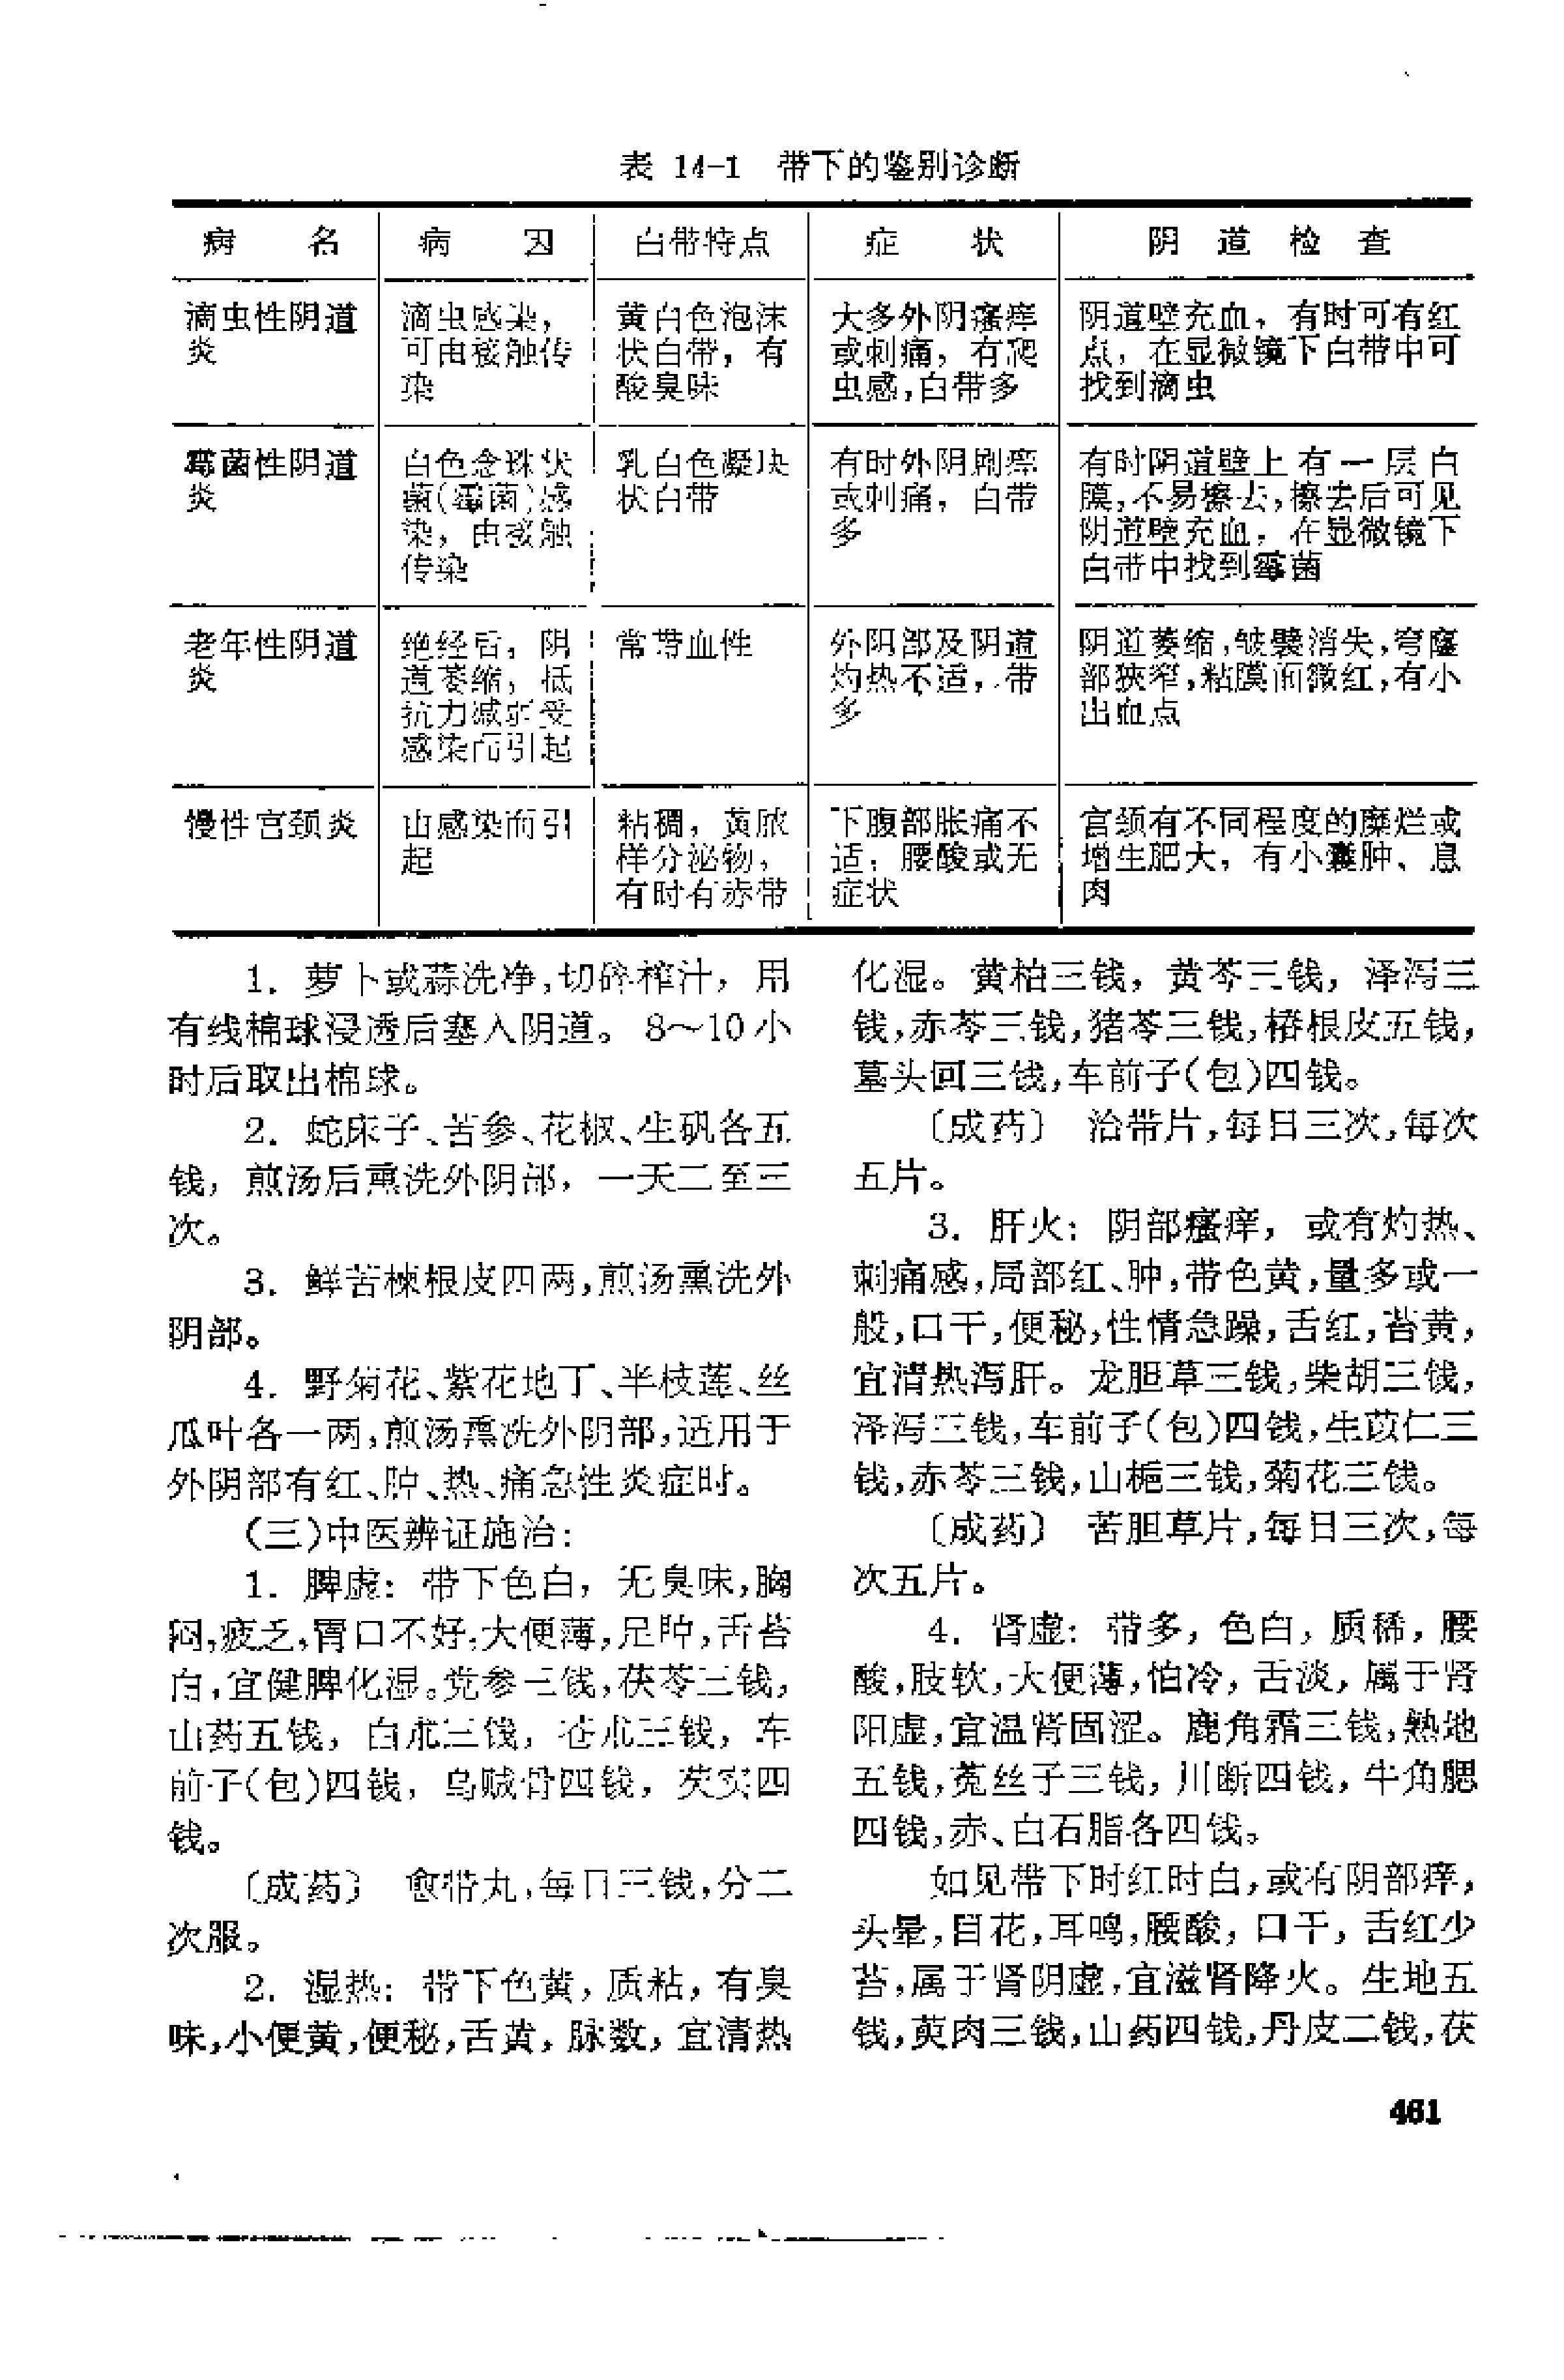 表 14-1 带下的鉴别诊断
病 名 病 因 白带特点 症 状 阴 道 检 查
滴虫性阴道
炎
滴虫感染，
可由接触传
染
黄白色泡沫
状白带，有
酸臭味
大多外阴瘙痒
或刺痛，有爬
虫感,白带多
阴道壁充血，有时可有红
点，在显微镜下白带中可
找到滴虫
霉菌性阴道
炎
白色念珠状
菌(霉菌)感
染，由接触
传染
乳白色凝块
状白带
有时外阴剧痒
或刺痛，白带
多
有时阴道壁上有一层白
膜,不易擦去,擦去后可见
阴道壁充血，在显微镜下
白带中找到霉菌
老年性阴道
炎
绝经后，阴
道萎缩，抵
抗力减弱受
感染而引起
常带血性
外阴部及阴道
灼热不适，带
多
阴道萎缩,皱襞消失,穹窿
部狭窄,粘膜面微红,有小
出血点
慢性宫颈炎
由感染而引
起
粘稠，黄脓
样分泌物，
有时有赤带
下腹部胀痛不
适，腰酸或无
症状
宫颈有不同程度的糜烂或
增生肥大，有小囊肿、息
肉
1. 萝卜或蒜洗净,切碎榨汁，用
有线棉球浸透后塞入阴道。8～10小
时后取出棉球。
2. 蛇床子、苦参、花椒、生矾各五
钱，煎汤后熏洗外阴部，一天二至三
次。
3. 鲜苦楝根皮四两,煎汤熏洗外
阴部。
4. 野菊花、紫花地丁、半枝莲、丝
瓜叶各一两,煎汤熏洗外阴部,适用于
外阴部有红、肿、热、痛急性炎症时。
(三)中医辨证施治：
1. 脾虚：带下色白，无臭味,胸
闷,疲乏,胃口不好,大便薄,足肿,舌苔
白,宜健脾化湿。党参三钱,茯苓三钱,
山药五钱，白朮三钱，苍朮三钱，车
前子(包)四钱，乌贼骨四钱，芡实四
钱。
〔成药〕 愈带丸,每日三钱,分二
次服。
2. 湿热：带下色黄，质粘，有臭
味,小便黄,便秘,舌黄，脉数，宜清热
化湿。黄柏三钱，黄芩三钱，泽泻三
钱,赤苓三钱,猪苓三钱,椿根皮五钱,
墓头回三钱,车前子(包)四钱。
〔成药〕 治带片,每日三次,每次
五片。
3. 肝火：阴部瘙痒，或有灼热、
刺痛感,局部红、肿,带色黄,量多或一
般,口干,便秘,性情急躁,舌红,苔黄,
宜清热泻肝。龙胆草三钱,柴胡三钱,
泽泻三钱,车前子(包)四钱,生苡仁三
钱,赤苓三钱,山栀三钱,菊花三钱。
〔成药〕 苦胆草片,每日三次,每
次五片。
4. 肾虚：带多，色白，质稀，腰
酸,肢软,大便薄,怕冷，舌淡，属于肾
阳虚,宜温肾固涩。鹿角霜三钱,熟地
五钱,菟丝子三钱,川断四钱,牛角腮
四钱,赤、白石脂各四钱。
如见带下时红时白,或有阴部痒,
头晕,目花,耳鸣,腰酸，口干，舌红少
苔,属于肾阴虚,宜滋肾降火。生地五
钱,萸肉三钱,山药四钱,丹皮二钱,茯
461